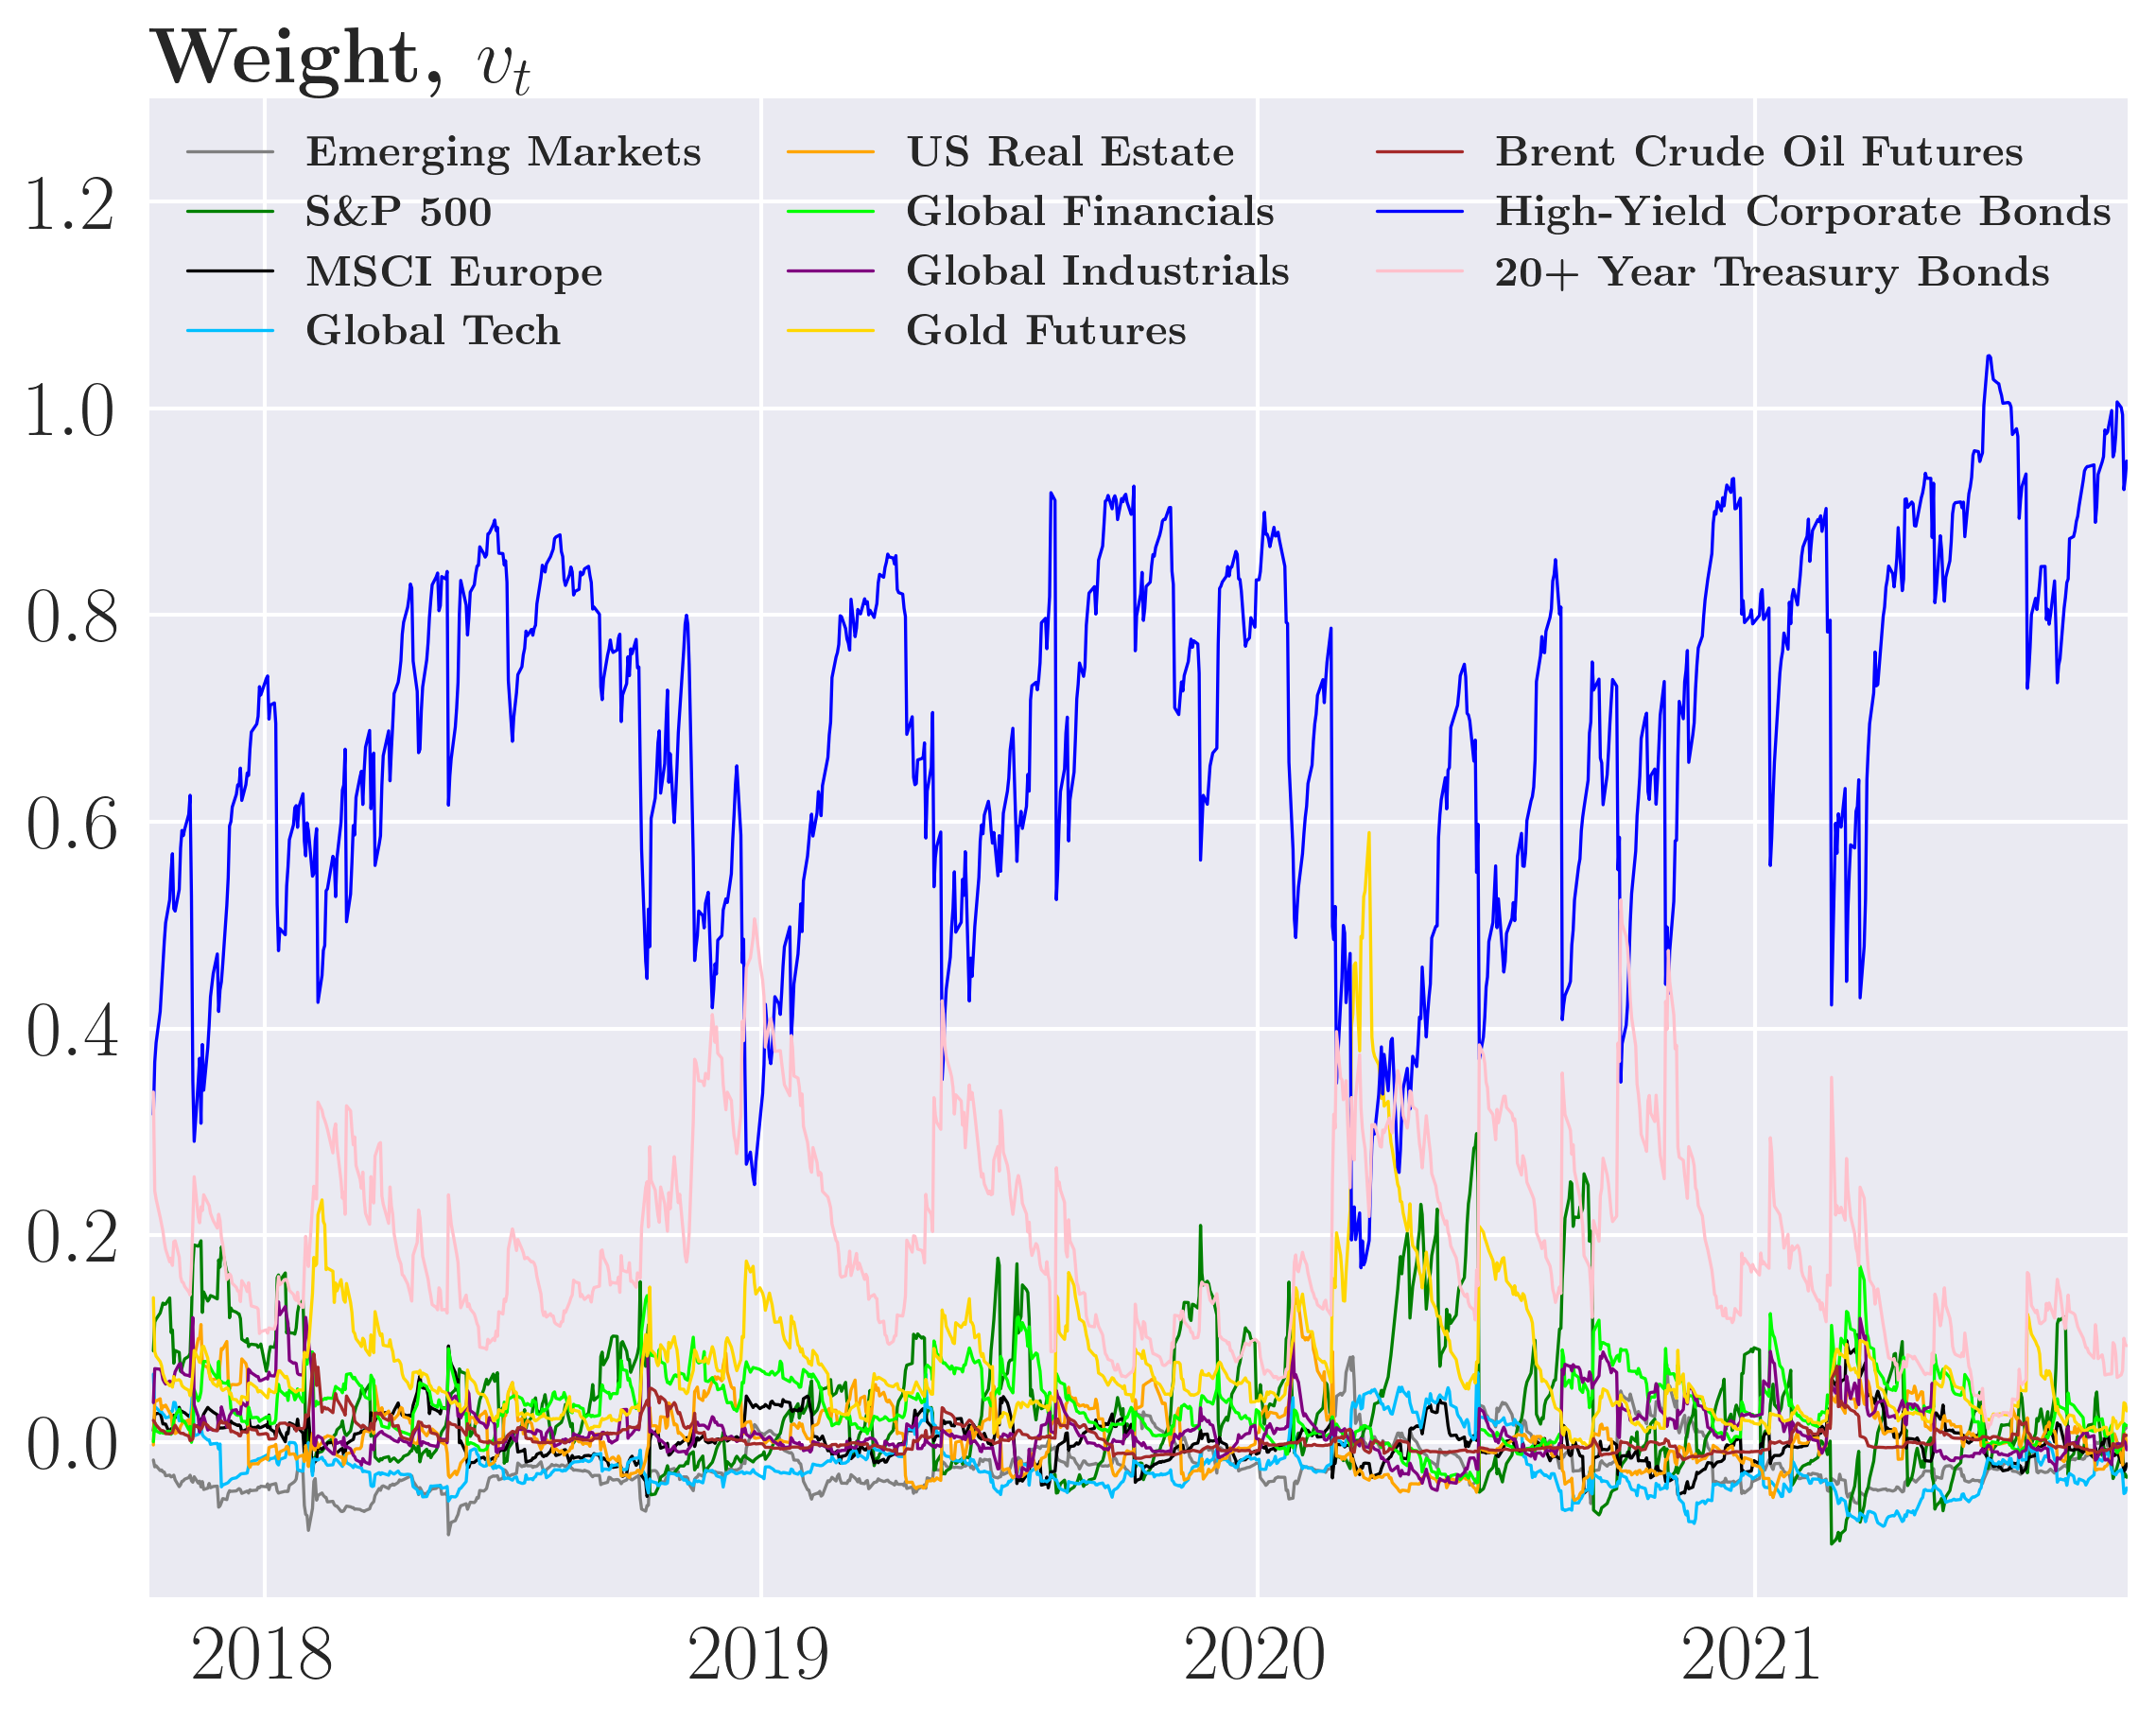 Weight, v_t
Emerging Markets
S&P 500
MSCI Europe
Global Tech
US Real Estate
Global Financials
Global Industrials
Gold Futures
Brent Crude Oil Futures
High-Yield Corporate Bonds
20+ Year Treasury Bonds
1.2
1.0
0.8
0.6
0.4
0.2
0.0
2018 2019 2020 2021